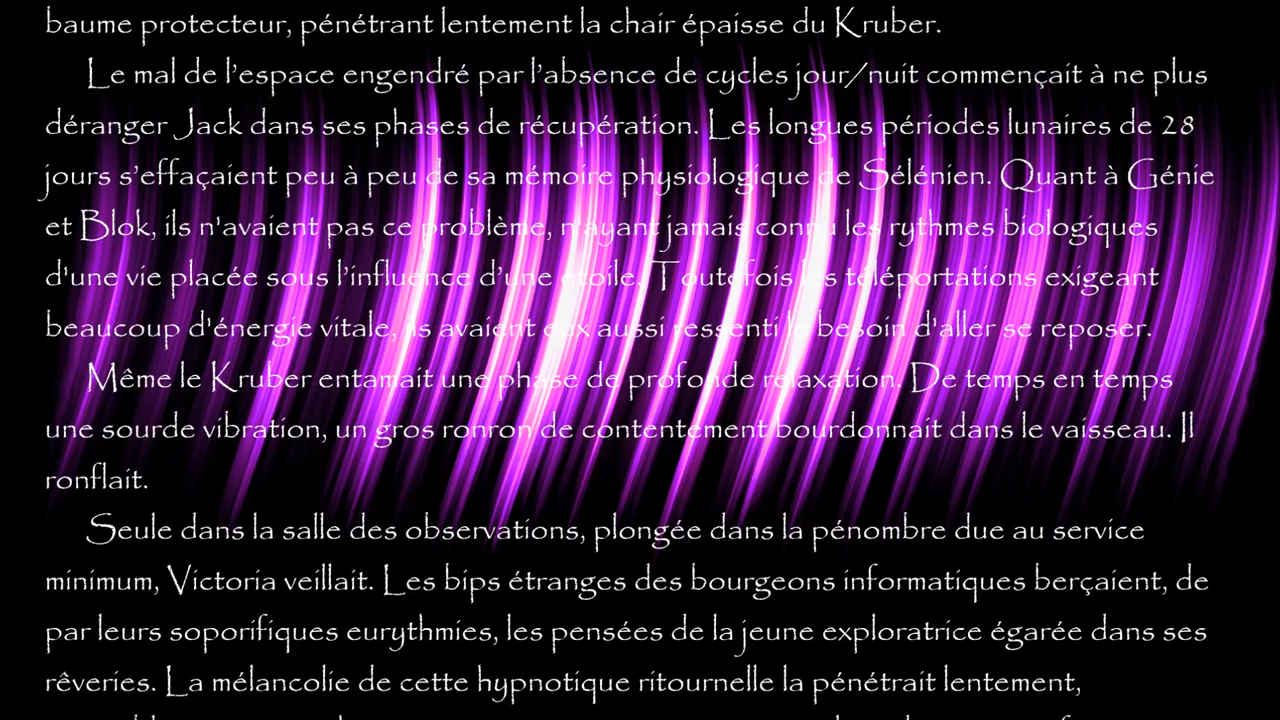 baume protecteur, pénétrant lentement la chair épaisse du Kruber.
Le mal de l’espace engendré par l’absence de cycles jour/nuit commençait à ne plus
déranger Jack dans ses phases de récupération. Les longues périodes lunaires de 28
jours s’effaçaient peu à peu de sa mémoire physiologique de Sélénien. Quant à Génie
et Blok, ils n'avaient pas ce problème, n'ayant jamais connu les rythmes biologiques
d'une vie placée sous l’influence d’une étoile. Toutefois les téléportations exigeant
beaucoup d'énergie vitale, ils avaient eux aussi ressenti le besoin d'aller se reposer.
Même le Kruber entamait une phase de profonde relaxation. De temps en temps
une sourde vibration, un gros ronron de contentement bourdonnait dans le vaisseau. Il
ronflait.
Seule dans la salle des observations, plongée dans la pénombre due au service
minimum, Victoria veillait. Les bips étranges des bourgeons informatiques berçaient, de
par leurs soporifiques eurythmies, les pensées de la jeune exploratrice égarée dans ses
rêveries. La mélancolie de cette hypnotique ritournelle la pénétrait lentement,